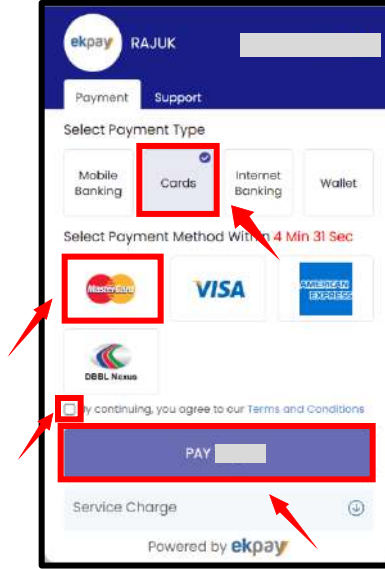 ekpay RAJUK
Payment Support
Select Payment Type
Mobile Banking
Cards
Internet Banking
Wallet
Select Payment Method Within 4 Min 31 Sec
MasterCard
VISA
AMERICAN EXPRESS
DBBL Nexus
y continuing, you agree to our Terms and Conditions
PAY
Service Charge
Powered by ekpay